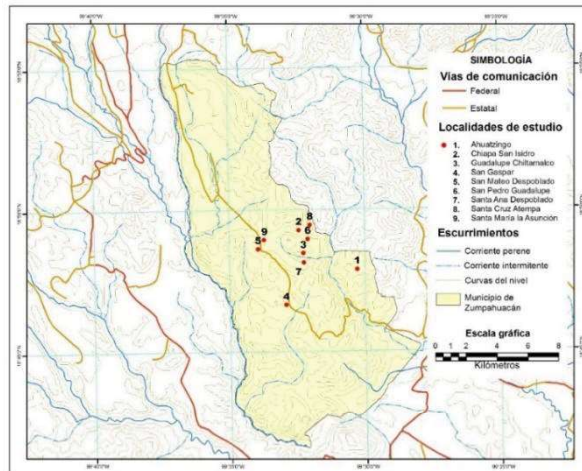 SIMBOLOGÍA
Vías de comunicación
Federal
Estatal
Localidades de estudio
1. Ahuatzingo
2. Chiapa San Isidro
3. Guadalupe Chiltamalco
4. San Gaspar
5. San Mateo Despoblado
6. San Pedro Guadalupe
7. Santa Ana Despoblado
8. Santa Cruz Atempa
9. Santa María la Asunción
Escurrimientos
Corriente perene
Corriente intermitente
Curvas del nivel
Municipio de
Zumpahuacán
Escala gráfica
0 1 2 4 6 8
Kilómetros
8
2
6
9
5
3
7
1
4